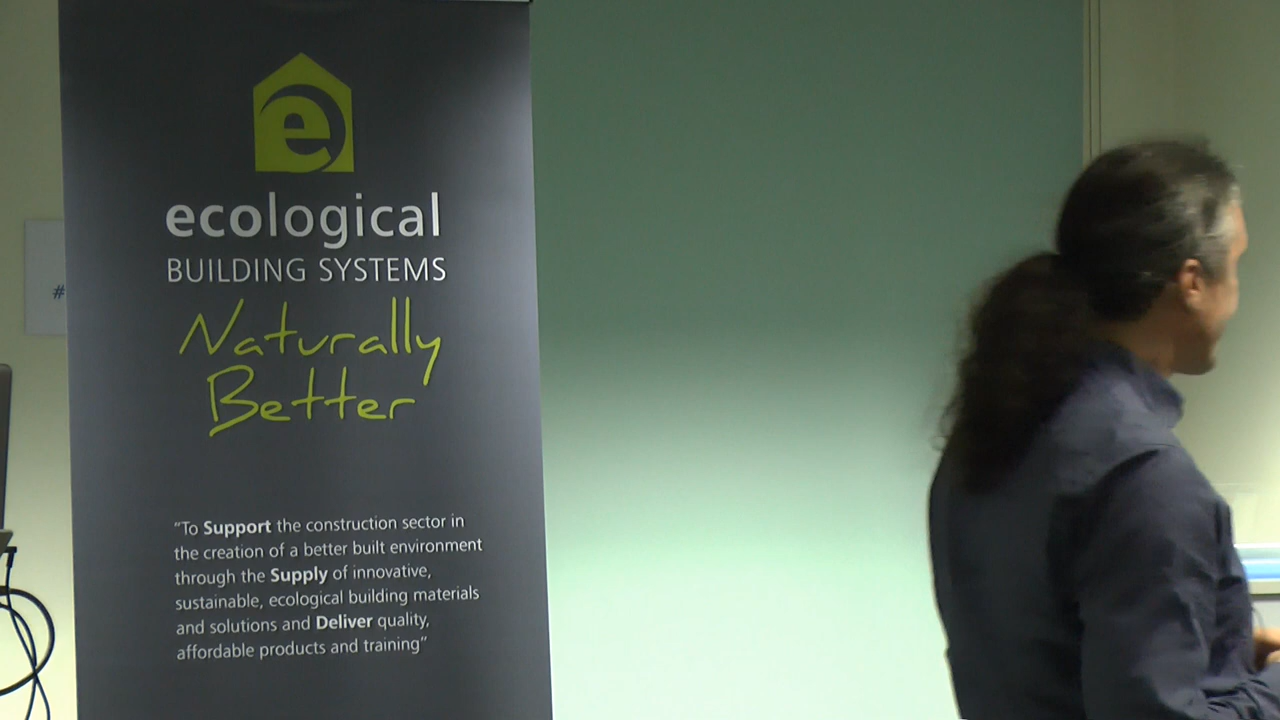 e
ecological
BUILDING SYSTEMS
Naturally
Better
#
“To Support the construction sector in
the creation of a better built environment
through the Supply of innovative,
sustainable, ecological building materials
and solutions and Deliver quality,
affordable products and training”